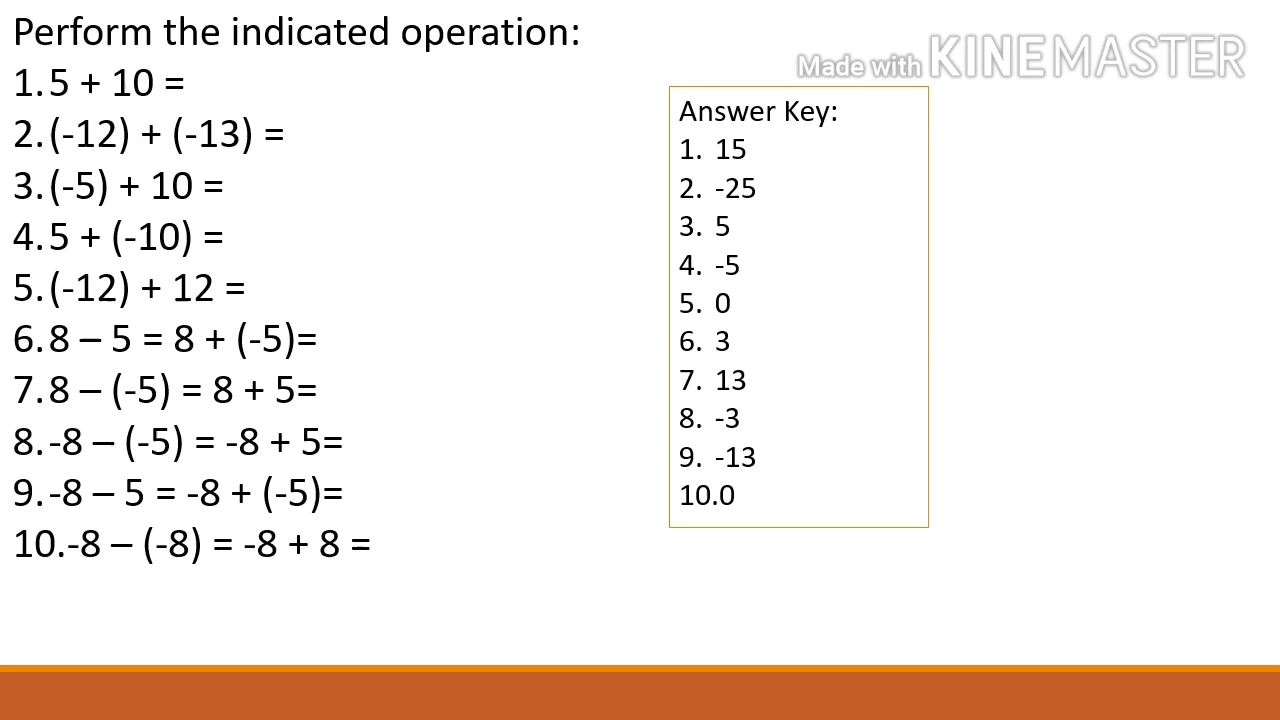 Perform the indicated operation:
1. 5 + 10 =
2. (-12) + (-13) =
3. (-5) + 10 =
4. 5 + (-10) =
5. (-12) + 12 =
6. 8 – 5 = 8 + (-5)=
7. 8 – (-5) = 8 + 5=
8. -8 – (-5) = -8 + 5=
9. -8 – 5 = -8 + (-5)=
10. -8 – (-8) = -8 + 8 =
Made with KINEMASTER
Answer Key:
1. 15
2. -25
3. 5
4. -5
5. 0
6. 3
7. 13
8. -3
9. -13
10.0